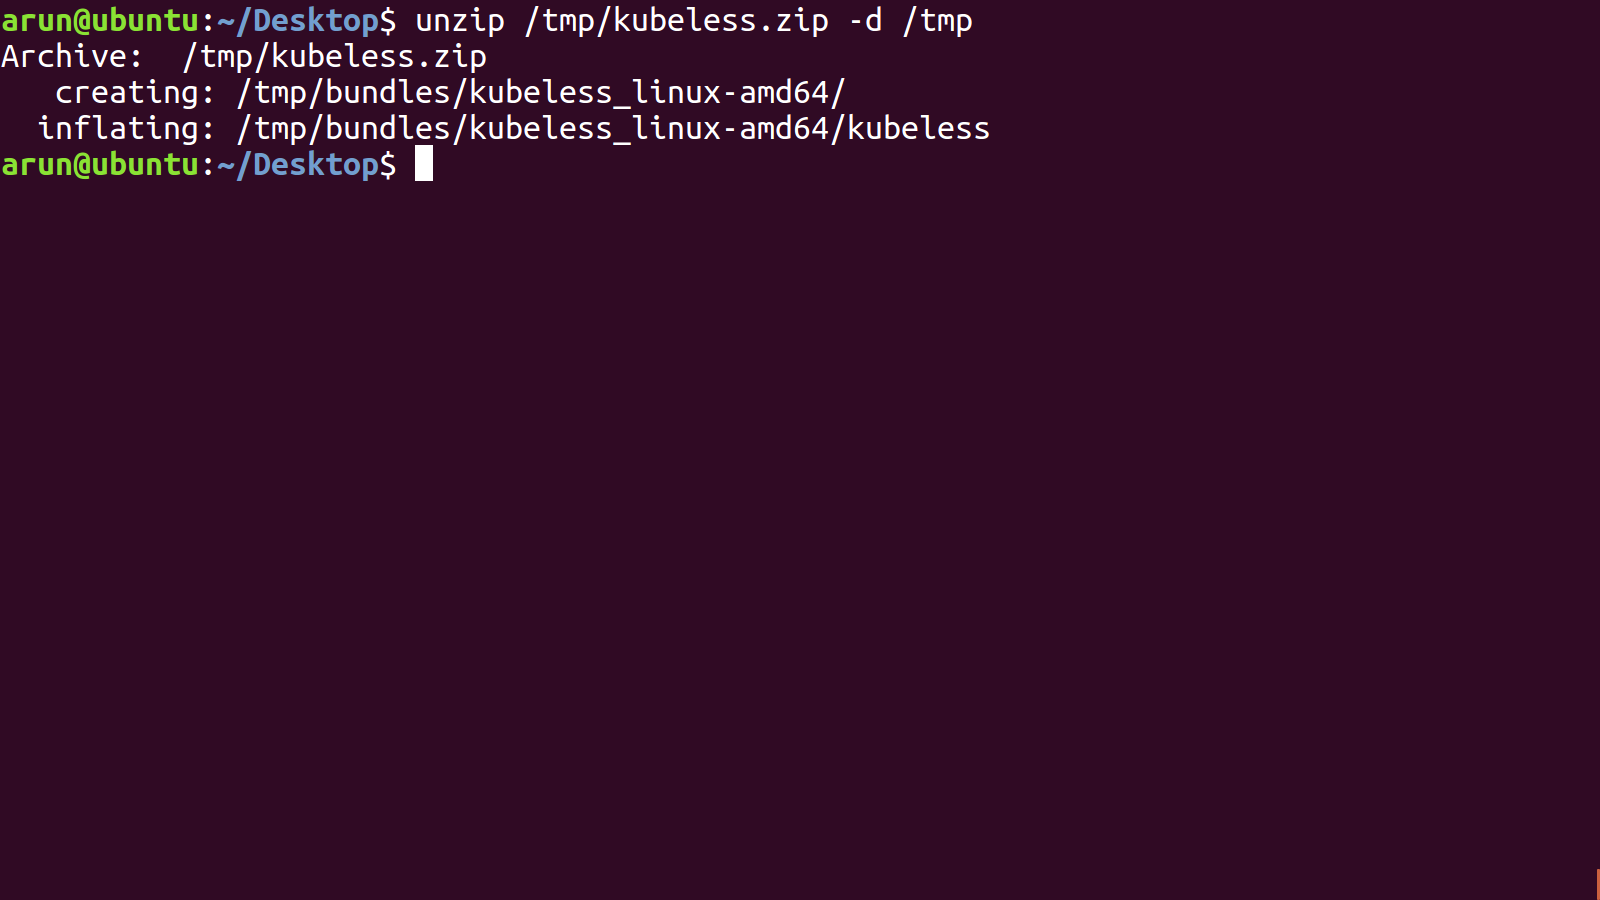 arun@ubuntu:~/Desktop$ unzip /tmp/kubeless.zip -d /tmp
Archive:  /tmp/kubeless.zip
   creating: /tmp/bundles/kubeless_linux-amd64/
  inflating: /tmp/bundles/kubeless_linux-amd64/kubeless
arun@ubuntu:~/Desktop$